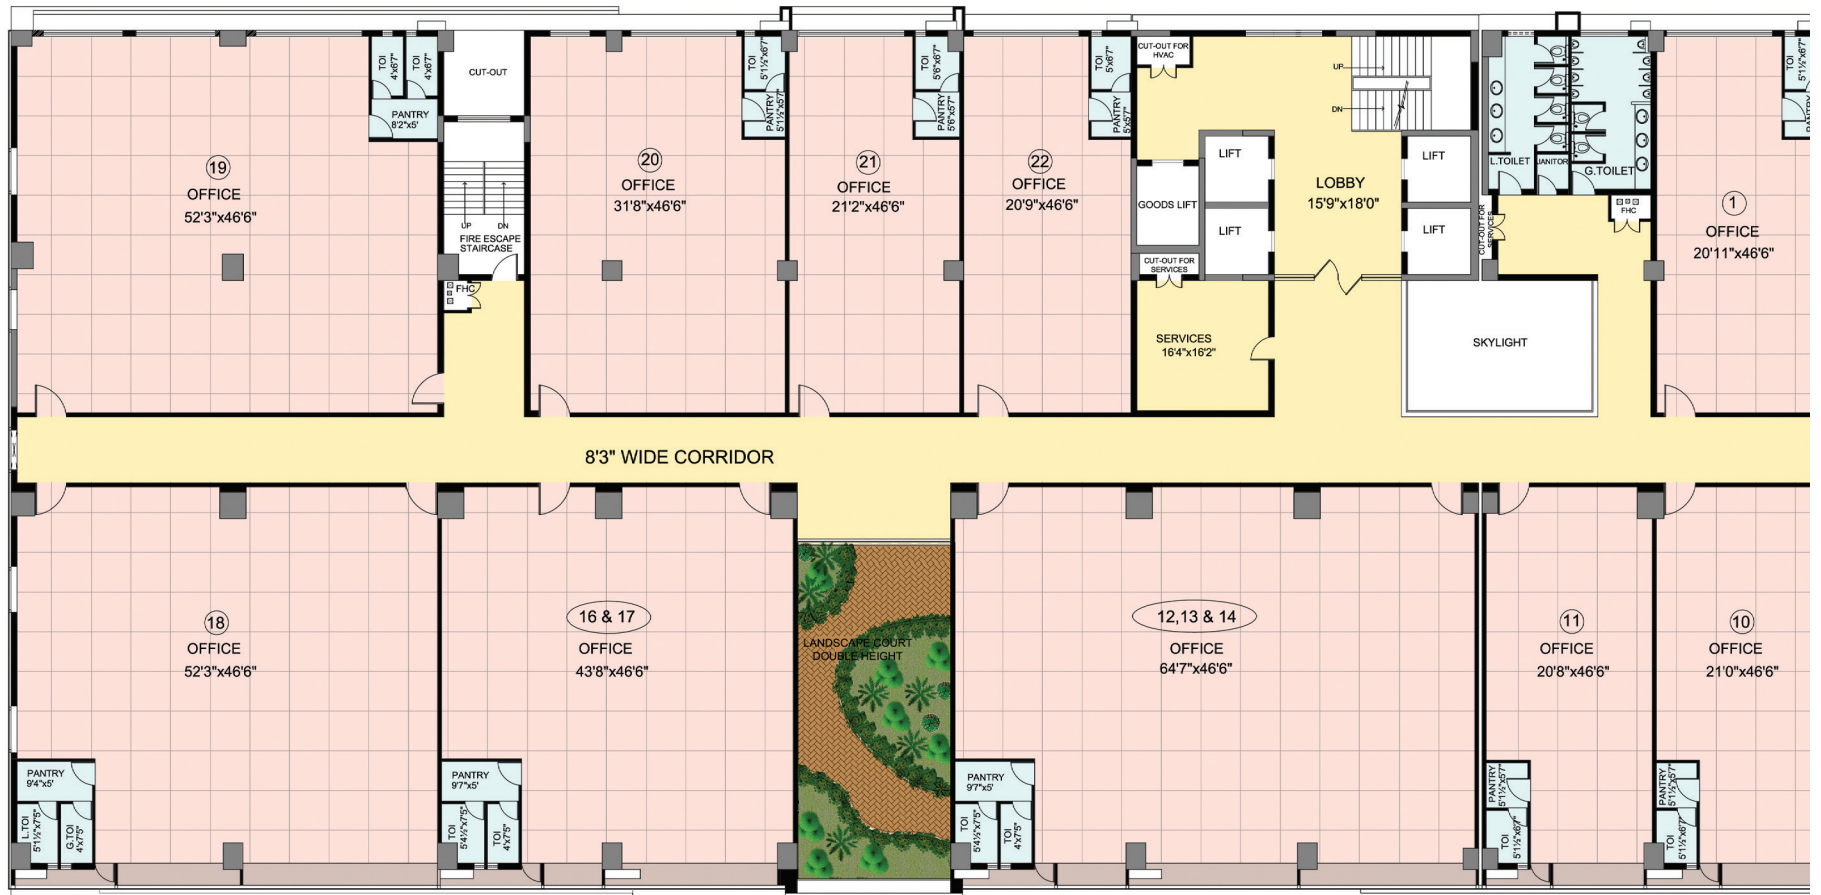 TOI
4'x6'7"
TOI
4'x6'7"
PANTRY
8'2"x5'
CUT-OUT
TOI
5'1½"x6'7"
PANTRY
5'1½"x5'7"
TOI
5'6"x6'7"
PANTRY
5'6"x5'7"
TOI
5'x6'7"
PANTRY
5'x5'7"
CUT-OUT FOR
HVAC
UP
DN
L.TOILET
JANITOR
G.TOILET
TOI
5'1½"x6'7"
PANTRY
19
OFFICE
52'3"x46'6"
UP
DN
FIRE ESCAPE
STAIRCASE
FHC
20
OFFICE
31'8"x46'6"
21
OFFICE
21'2"x46'6"
22
OFFICE
20'9"x46'6"
GOODS LIFT
CUT-OUT FOR
SERVICES
LIFT
LIFT
LOBBY
15'9"x18'0"
LIFT
LIFT
CUT-OUT FOR
SERVICES
FHC
1
OFFICE
20'11"x46'6"
SERVICES
16'4"x16'2"
SKYLIGHT
8'3" WIDE CORRIDOR
18
OFFICE
52'3"x46'6"
16 & 17
OFFICE
43'8"x46'6"
LANDSCAPE COURT
DOUBLE HEIGHT
12,13 & 14
OFFICE
64'7"x46'6"
11
OFFICE
20'8"x46'6"
10
OFFICE
21'0"x46'6"
PANTRY
9'4"x5'
L.TOI
5'1½"x7'5"
G.TOI
4'x7'5"
PANTRY
9'7"x5'
TOI
5'4½"x7'5"
TOI
4'x7'5"
PANTRY
9'7"x5'
TOI
5'4½"x7'5"
TOI
4'x7'5"
PANTRY
5'1½"x5'7"
TOI
5'1½"x6'7"
PANTRY
5'1½"x5'7"
TOI
5'1½"x6'7"